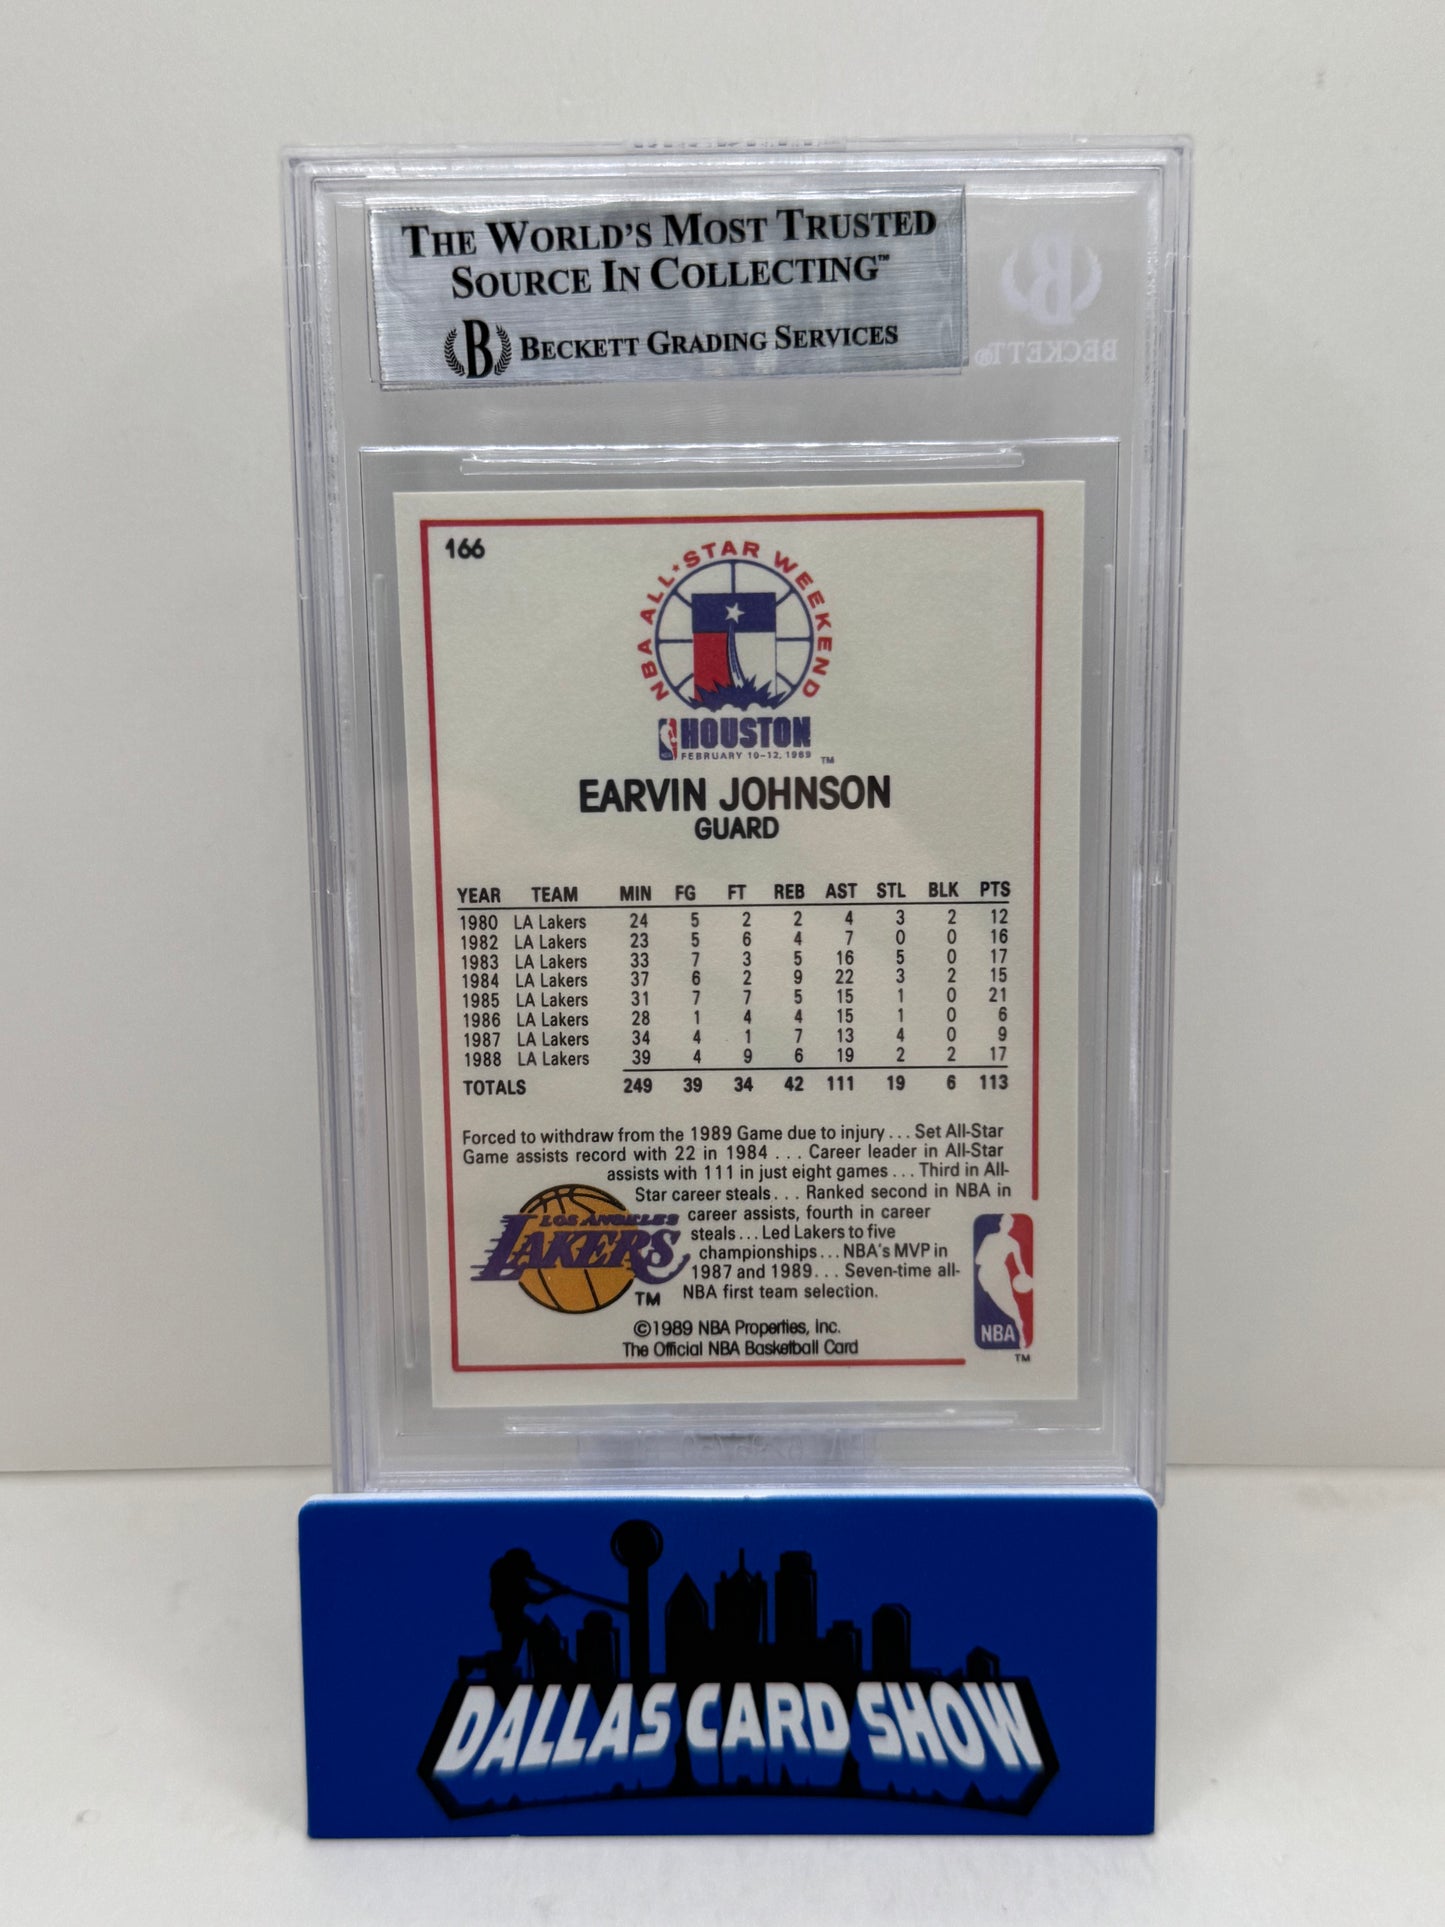 THE WORLD'S MOST TRUSTED
SOURCE IN COLLECTING™
B BECKETT GRADING SERVICES
B
BECKETT®
166
NBA ALL★STAR WEEKEND
HOUSTON
FEBRUARY 10-12, 1989 TM
EARVIN JOHNSON
GUARD
YEAR TEAM MIN FG FT REB AST STL BLK PTS
1980 LA Lakers 24 5 2 2 4 3 2 12
1982 LA Lakers 23 5 6 4 7 0 0 16
1983 LA Lakers 33 7 3 5 16 5 0 17
1984 LA Lakers 37 6 2 9 22 3 2 15
1985 LA Lakers 31 7 7 5 15 1 0 21
1986 LA Lakers 28 1 4 4 15 1 0 6
1987 LA Lakers 34 4 1 7 13 4 0 9
1988 LA Lakers 39 4 9 6 19 2 2 17
TOTALS 249 39 34 42 111 19 6 113
Forced to withdraw from the 1989 Game due to injury . . . Set All-Star
Game assists record with 22 in 1984 . . . Career leader in All-Star
assists with 111 in just eight games . . . Third in All-
Star career steals . . . Ranked second in NBA in
career assists, fourth in career
steals . . . Led Lakers to five
championships . . . NBA's MVP in
1987 and 1989. . . Seven-time all-
NBA first team selection.
LOS ANGELES
LAKERS
TM
©1989 NBA Properties, Inc.
The Official NBA Basketball Card
NBA
TM
DALLAS CARD SHOW